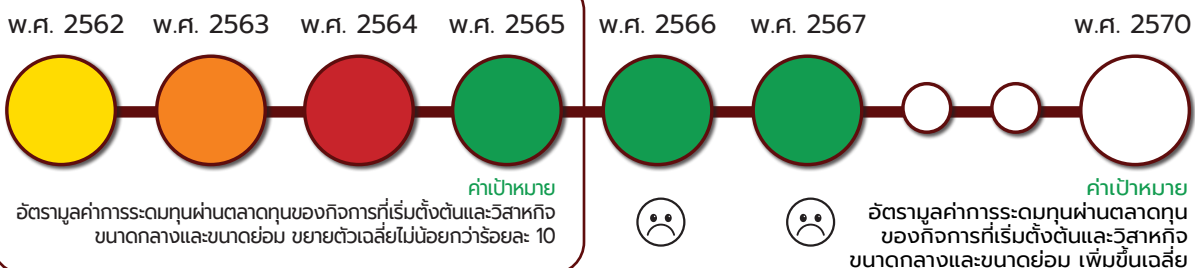 พ.ศ. 2562 พ.ศ. 2563 พ.ศ. 2564 พ.ศ. 2565 พ.ศ. 2566 พ.ศ. 2567 พ.ศ. 2570
ค่าเป้าหมาย
อัตรามูลค่าการระดมทุนผ่านตลาดทุนของกิจการที่เริ่มตั้งต้นและวิสาหกิจ
ขนาดกลางและขนาดย่อม ขยายตัวเฉลี่ยไม่น้อยกว่าร้อยละ 10
ค่าเป้าหมาย
อัตรามูลค่าการระดมทุนผ่านตลาดทุน
ของกิจการที่เริ่มตั้งต้นและวิสาหกิจ
ขนาดกลางและขนาดย่อม เพิ่มขึ้นเฉลี่ย